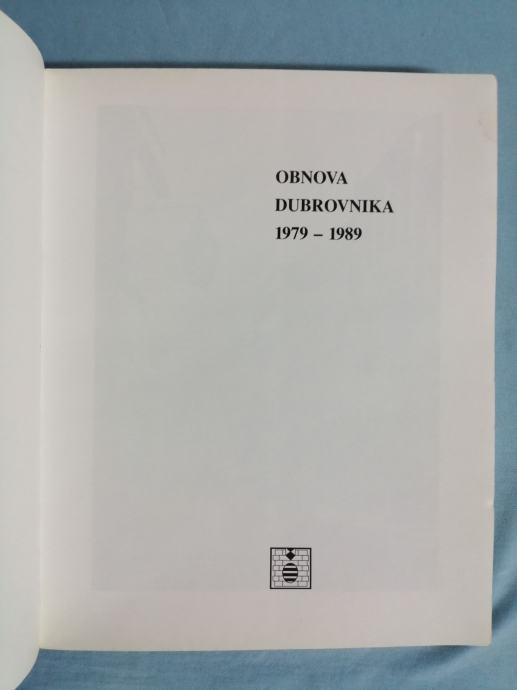 OBNOVA
DUBROVNIKA
1979 – 1989